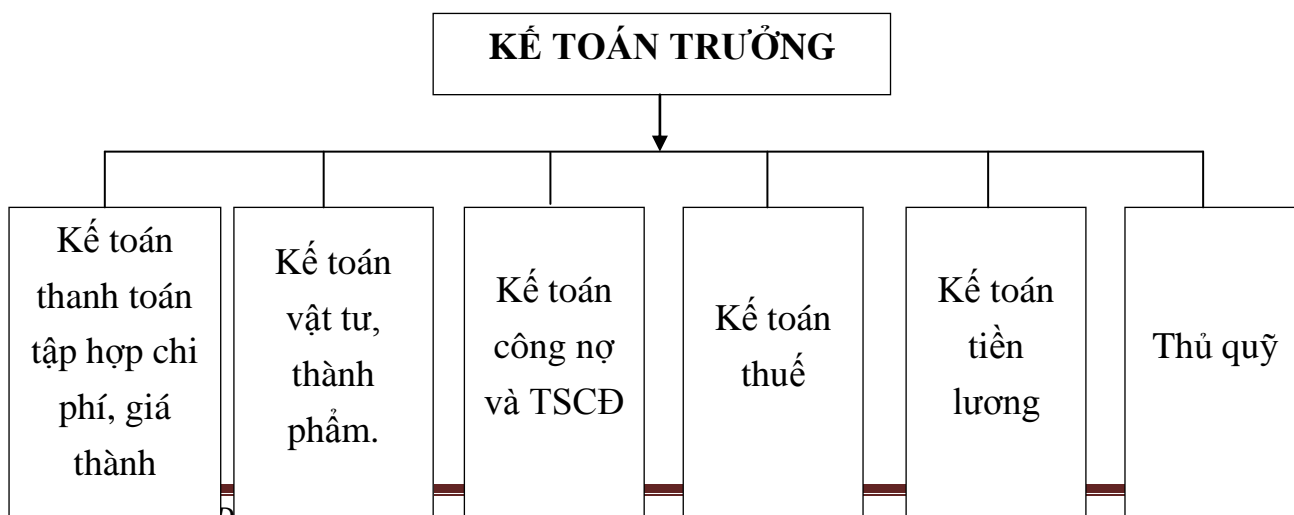 KẾ TOÁN TRƯỞNG
Kế toán
thanh toán
tập hợp chi
phí, giá
thành
Kế toán
vật tư,
thành
phẩm.
Kế toán
công nợ
và TSCĐ
Kế toán
thuế
Kế toán
tiền
lương
Thủ quỹ